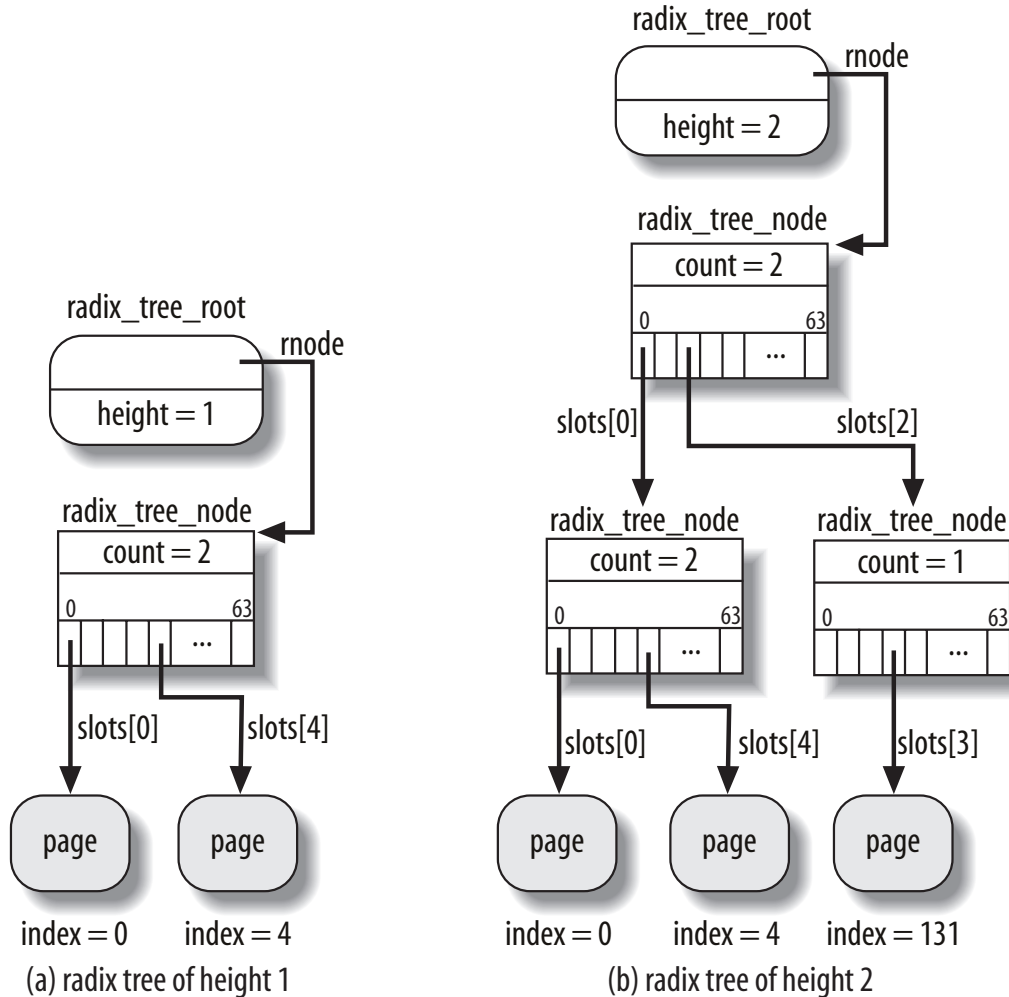 radix_tree_root
rnode
height = 1
radix_tree_node
count = 2
0 63
...
slots[0] slots[4]
page page
index = 0 index = 4
(a) radix tree of height 1
radix_tree_root
rnode
height = 2
radix_tree_node
count = 2
0 63
...
slots[0] slots[2]
radix_tree_node radix_tree_node
count = 2 count = 1
0 63 0 63
... ...
slots[0] slots[4] slots[3]
page page page
index = 0 index = 4 index = 131
(b) radix tree of height 2